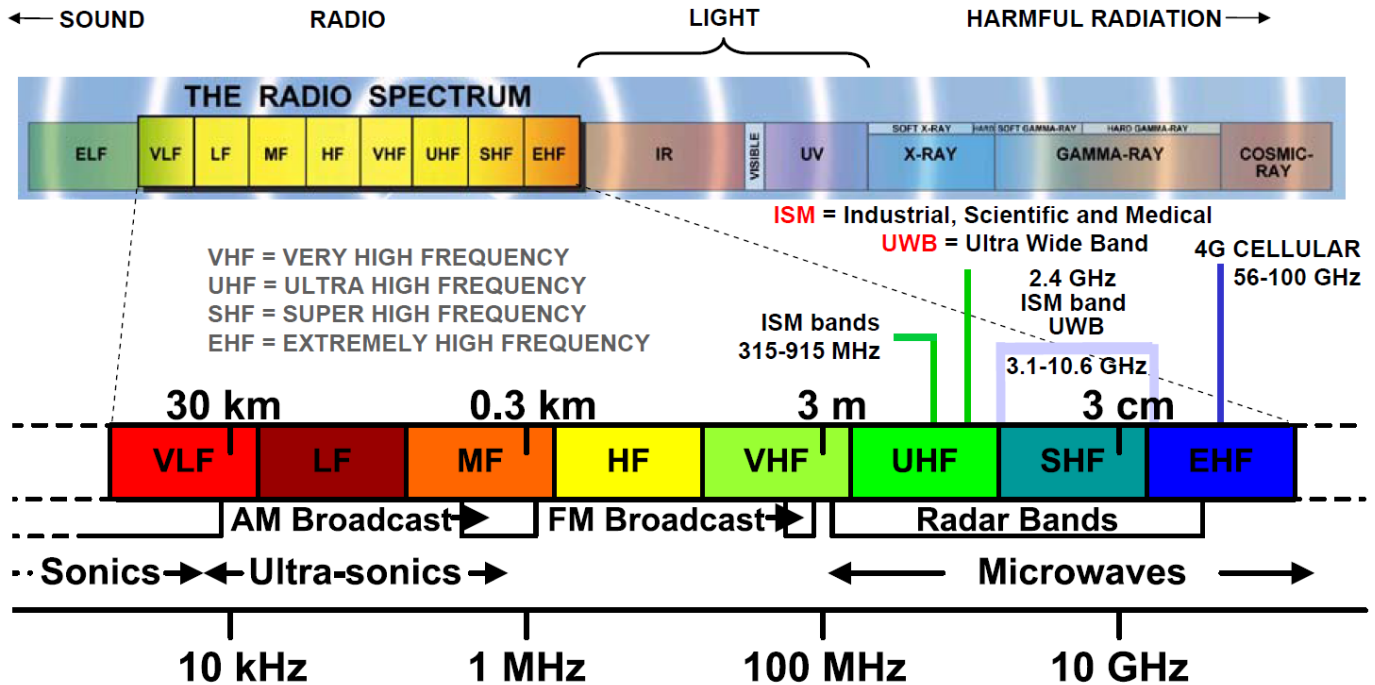 ← SOUND RADIO LIGHT HARMFUL RADIATION →
THE RADIO SPECTRUM
SOFT X-RAY HARD SOFT GAMMA-RAY HARD GAMMA-RAY
ELF VLF LF MF HF VHF UHF SHF EHF IR VISIBLE UV X-RAY GAMMA-RAY COSMIC-
RAY
ISM = Industrial, Scientific and Medical
UWB = Ultra Wide Band
VHF = VERY HIGH FREQUENCY
UHF = ULTRA HIGH FREQUENCY
SHF = SUPER HIGH FREQUENCY
EHF = EXTREMELY HIGH FREQUENCY
ISM bands
315-915 MHz
2.4 GHz
ISM band
UWB
3.1-10.6 GHz
4G CELLULAR
56-100 GHz
30 km 0.3 km 3 m 3 cm
VLF LF MF HF VHF UHF SHF EHF
AM Broadcast FM Broadcast Radar Bands
Sonics Ultra-sonics Microwaves
10 kHz 1 MHz 100 MHz 10 GHz